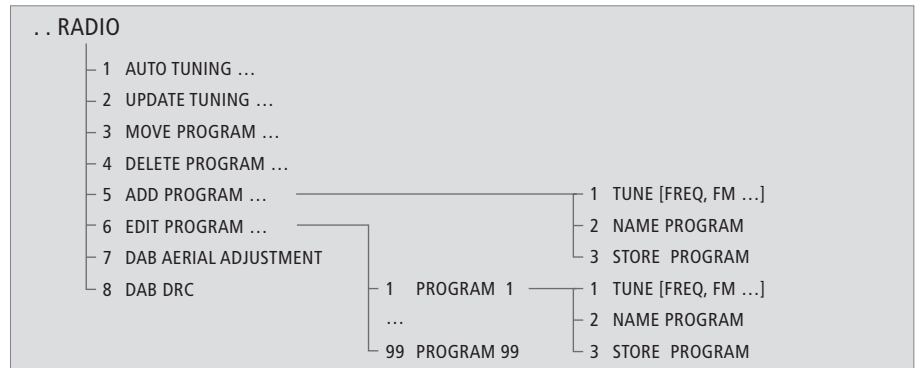 . . RADIO
1 AUTO TUNING …
2 UPDATE TUNING …
3 MOVE PROGRAM …
4 DELETE PROGRAM …
5 ADD PROGRAM …
1 TUNE [FREQ, FM …]
2 NAME PROGRAM
3 STORE PROGRAM
6 EDIT PROGRAM …
7 DAB AERIAL ADJUSTMENT
8 DAB DRC
1 PROGRAM 1
…
99 PROGRAM 99
1 TUNE [FREQ, FM …]
2 NAME PROGRAM
3 STORE PROGRAM